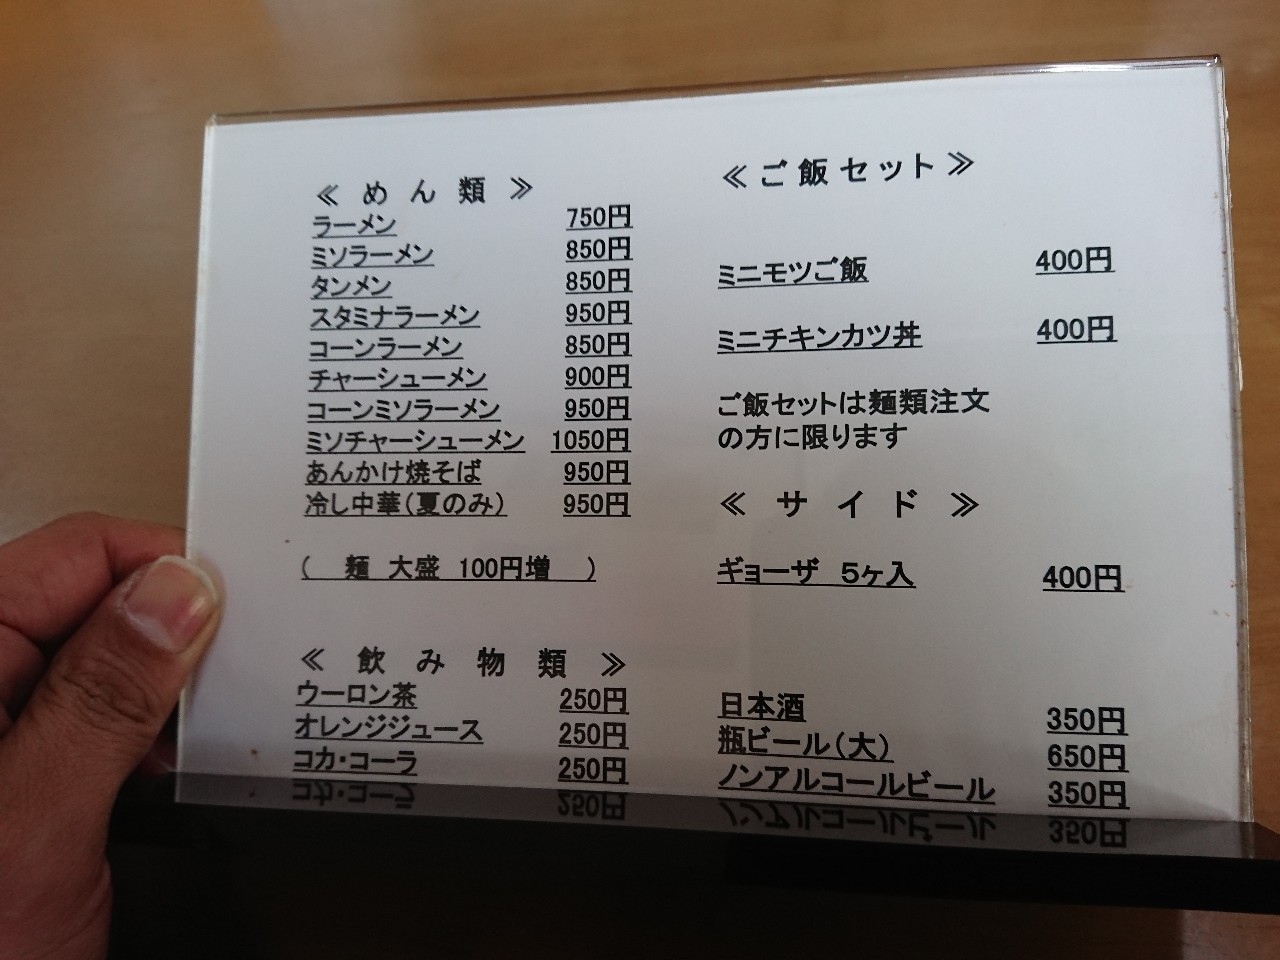 ≪ めん類 ≫
ラーメン 750円
ミソラーメン 850円
タンメン 850円
スタミナラーメン 950円
コーンラーメン 850円
チャーシューメン 900円
コーンミソラーメン 950円
ミソチャーシューメン 1050円
あんかけ焼そば 950円
冷し中華(夏のみ) 950円
( 麺 大盛 100円増 )
≪ 飲み物類 ≫
ウーロン茶 250円
オレンジジュース 250円
コカ・コーラ 250円
≪ご飯セット≫
ミニモツご飯 400円
ミニチキンカツ丼 400円
ご飯セットは麺類注文
の方に限ります
≪ サイド ≫
ギョーザ 5ヶ入 400円
日本酒 350円
瓶ビール(大) 650円
ノンアルコールビール 350円